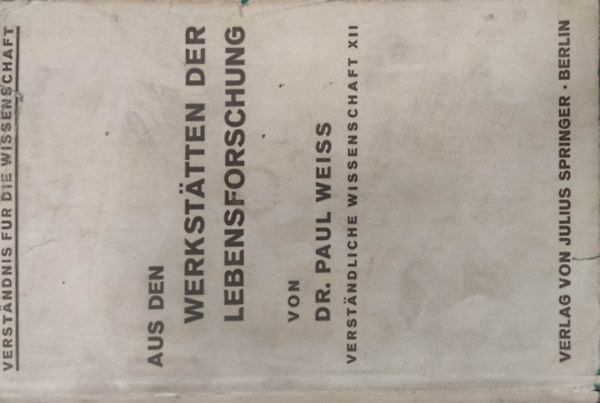 VERSTÄNDNIS FÜR DIE WISSENSCHAFT
AUS DEN
WERKSTÄTTEN DER
LEBENSFORSCHUNG
VON
DR. PAUL WEISS
VERSTÄNDLICHE WISSENSCHAFT XII
VERLAG VON JULIUS SPRINGER · BERLIN